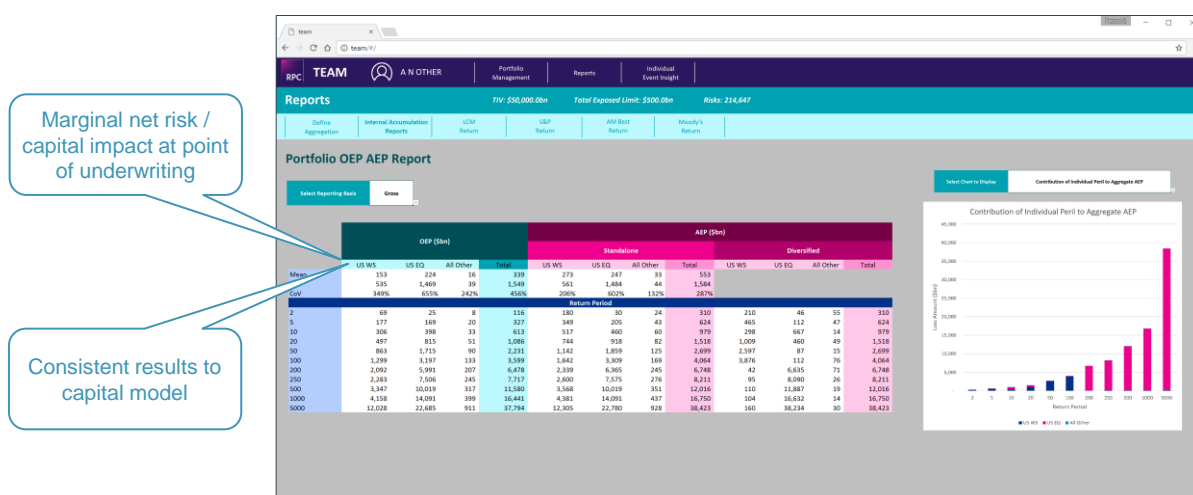 Marginal net risk /
capital impact at point
of underwriting
Consistent results to
capital model
team
team/#/
RPC TEAM A N OTHER Portfolio Management Reports Individual Event Insight
Reports TIV: $50,000.0bn Total Exposed Limit: $500.0bn Risks: 214,647
Define Aggregation Internal Accumulation Reports LCM Return S&P Return AM Best Return Moody's Return
Portfolio OEP AEP Report
Select Reporting Basis Gross
Select Chart to Display Contribution of Individual Peril to Aggregate AEP
OEP ($bn) AEP ($bn)
Standalone Diversified
US WS US EQ All Other Total US WS US EQ All Other Total US WS US EQ All Other Total
Mean 153 224 16 339 273 247 33 553
535 1,469 39 1,549 561 1,484 44 1,584
CoV 349% 655% 242% 456% 206% 602% 132% 287%
Return Period
2 69 25 8 116 180 30 24 310 210 46 55 310
5 177 169 20 327 349 205 43 624 465 112 47 624
10 306 398 33 613 517 460 60 979 298 667 14 979
20 497 815 51 1,086 744 918 82 1,518 1,009 460 49 1,518
50 863 1,715 90 2,231 1,142 1,859 125 2,699 2,597 87 15 2,699
100 1,299 3,197 133 3,599 1,642 3,309 169 4,064 3,876 112 76 4,064
200 2,092 5,991 207 6,478 2,339 6,365 245 6,748 42 6,635 71 6,748
250 2,283 7,506 245 7,717 2,600 7,575 276 8,211 95 8,090 26 8,211
500 3,347 10,019 317 11,580 3,568 10,019 351 12,016 110 11,887 19 12,016
1000 4,158 14,091 399 16,441 4,381 14,091 437 16,750 104 16,632 14 16,750
5000 12,028 22,685 911 37,794 12,305 22,780 928 38,423 160 38,234 30 38,423
Contribution of Individual Peril to Aggregate AEP
45,000
40,000
35,000
30,000
25,000
20,000
15,000
10,000
5,000
-
Loss Amount ($bn)
2 5 10 20 50 100 200 250 500 1000 5000
Return Period
US WS US EQ All Other